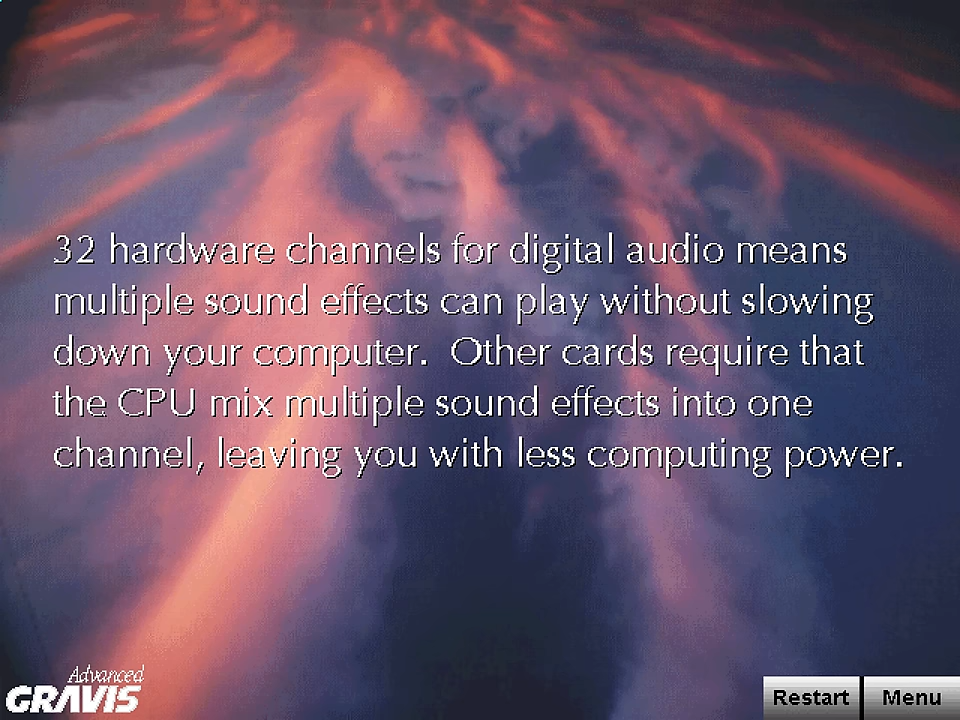 32 hardware channels for digital audio means
multiple sound effects can play without slowing
down your computer.  Other cards require that
the CPU mix multiple sound effects into one
channel, leaving you with less computing power.
Advanced
GRAVIS
Restart Menu